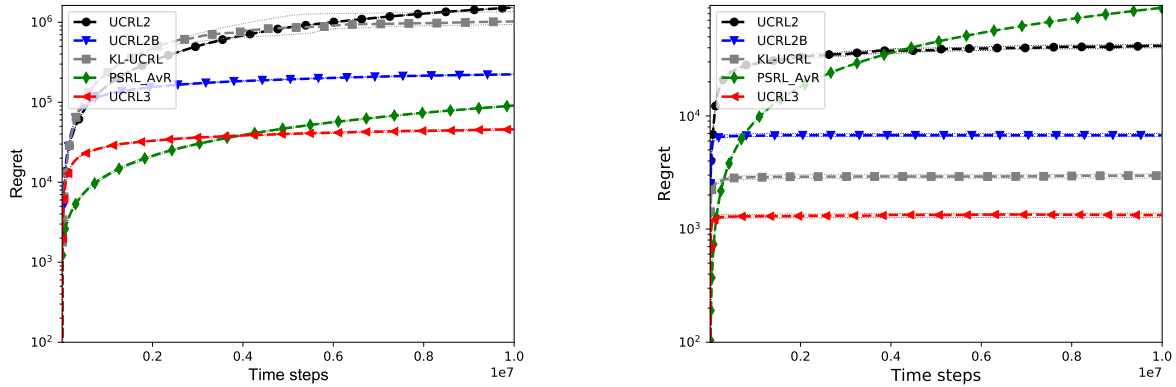 10^6
10^5
10^4
10^3
10^2
Regret
UCRL2
UCRL2B
KL-UCRL
PSRL_AvR
UCRL3
0.2 0.4 0.6 0.8 1.0
1e7
Time steps
10^4
10^3
10^2
Regret
UCRL2
UCRL2B
KL-UCRL
PSRL_AvR
UCRL3
0.2 0.4 0.6 0.8 1.0
1e7
Time steps